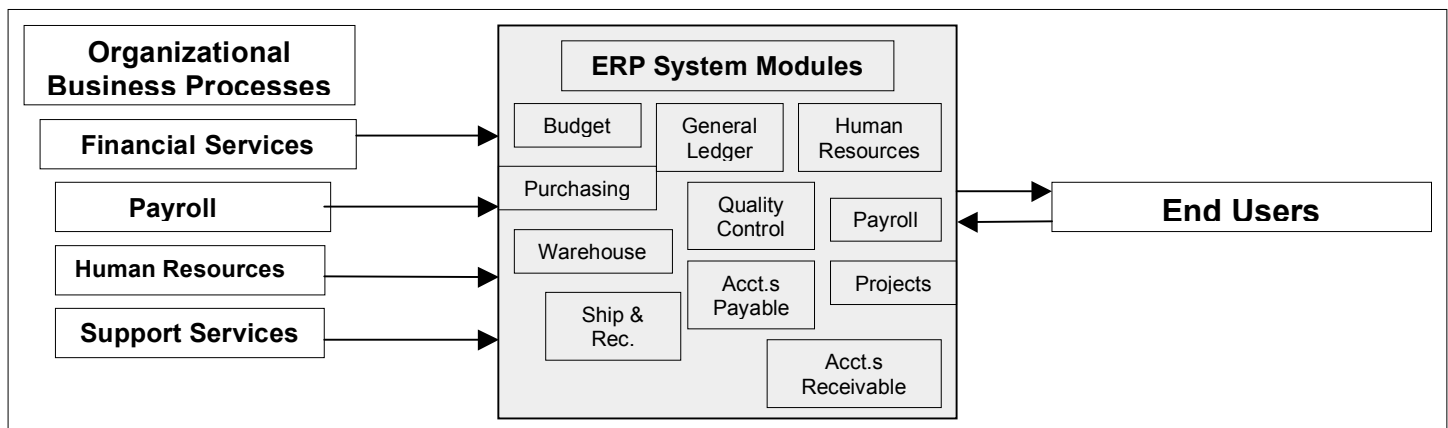 Organizational
Business Processes
Financial Services
Payroll
Human Resources
Support Services
ERP System Modules
Budget
General
Ledger
Human
Resources
Purchasing
Quality
Control
Payroll
Warehouse
Acct.s
Payable
Projects
Ship &
Rec.
Acct.s
Receivable
End Users